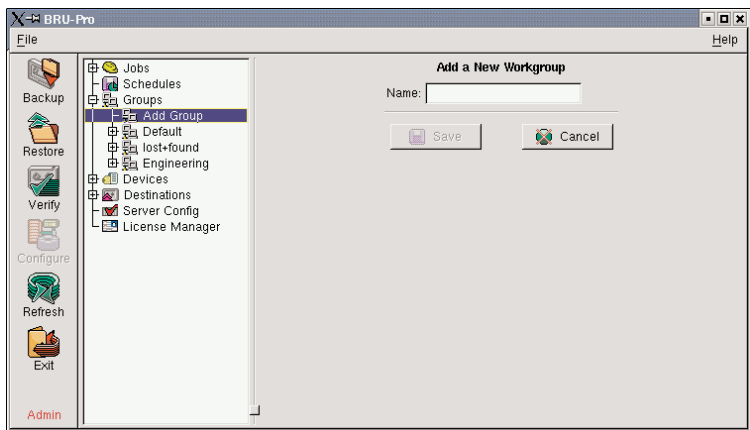 BRU-Pro
File
Help
Backup
Restore
Verify
Configure
Refresh
Exit
Admin
Jobs
Schedules
Groups
Add Group
Default
lost+found
Engineering
Devices
Destinations
Server Config
License Manager
Add a New Workgroup
Name:
Save
Cancel